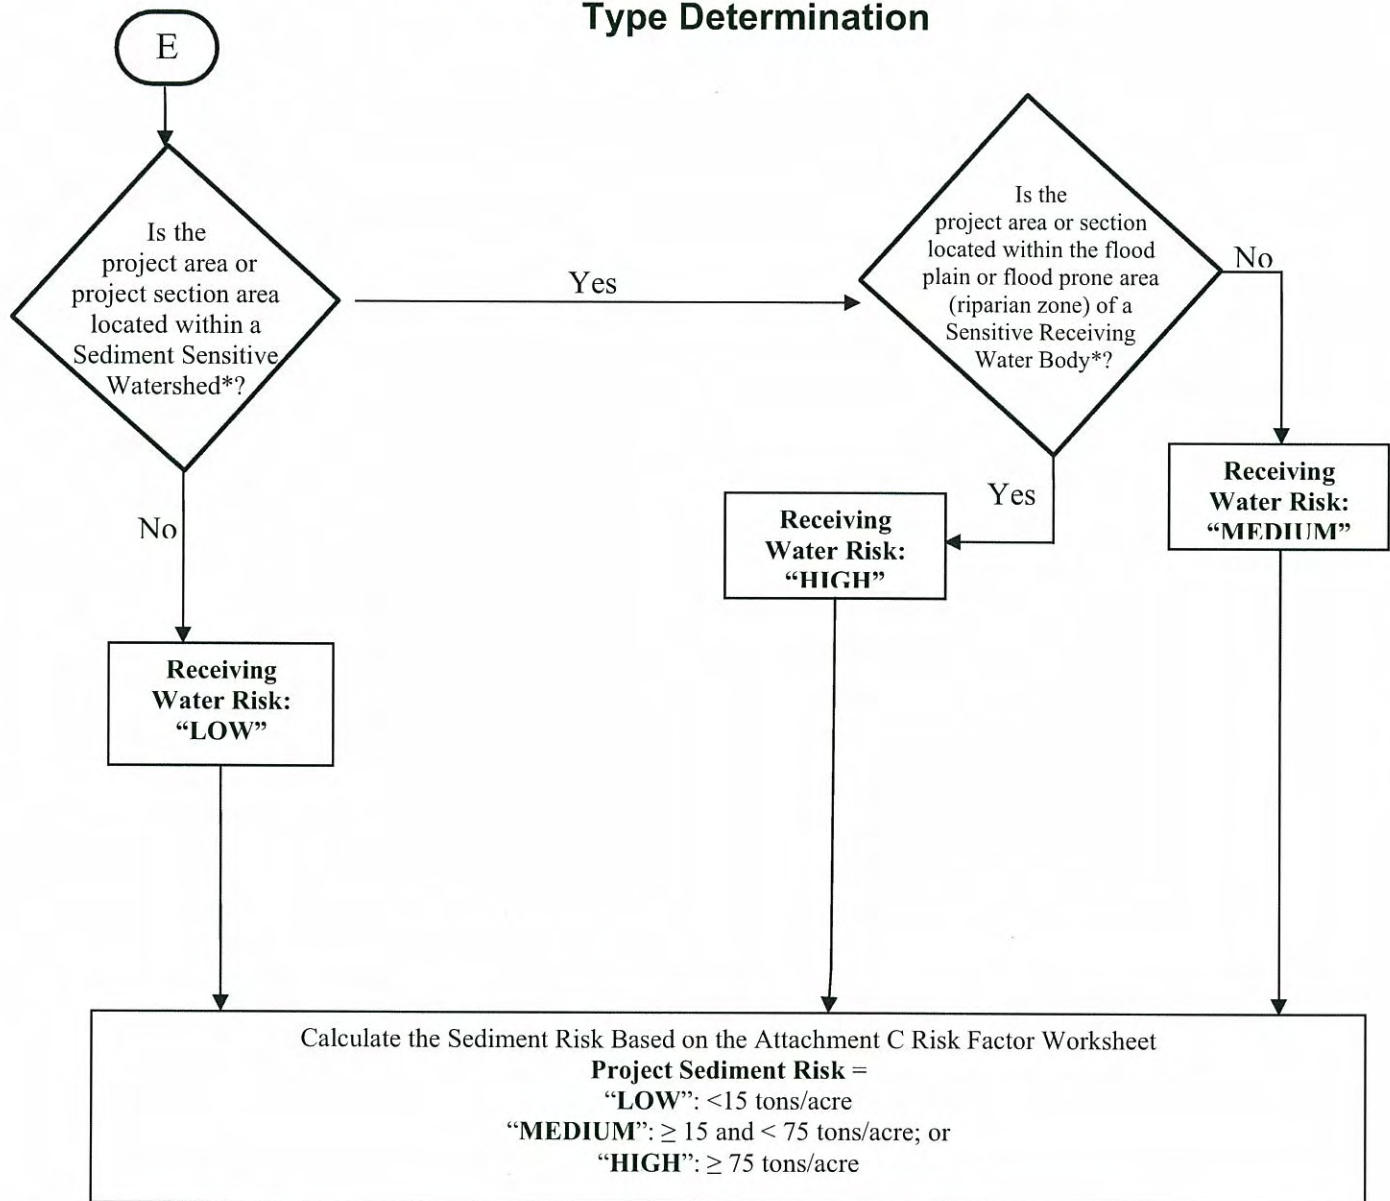 Type Determination
E
Is the
project area or
project section area
located within a
Sediment Sensitive
Watershed*?
Yes
Is the
project area or section
located within the flood
plain or flood prone area
(riparian zone) of a
Sensitive Receiving
Water Body*?
No
Receiving
Water Risk:
“MEDIUM”
Yes
Receiving
Water Risk:
“HIGH”
No
Receiving
Water Risk:
“LOW”
Calculate the Sediment Risk Based on the Attachment C Risk Factor Worksheet
Project Sediment Risk =
“LOW”: <15 tons/acre
“MEDIUM”: ≥ 15 and < 75 tons/acre; or
“HIGH”: ≥ 75 tons/acre